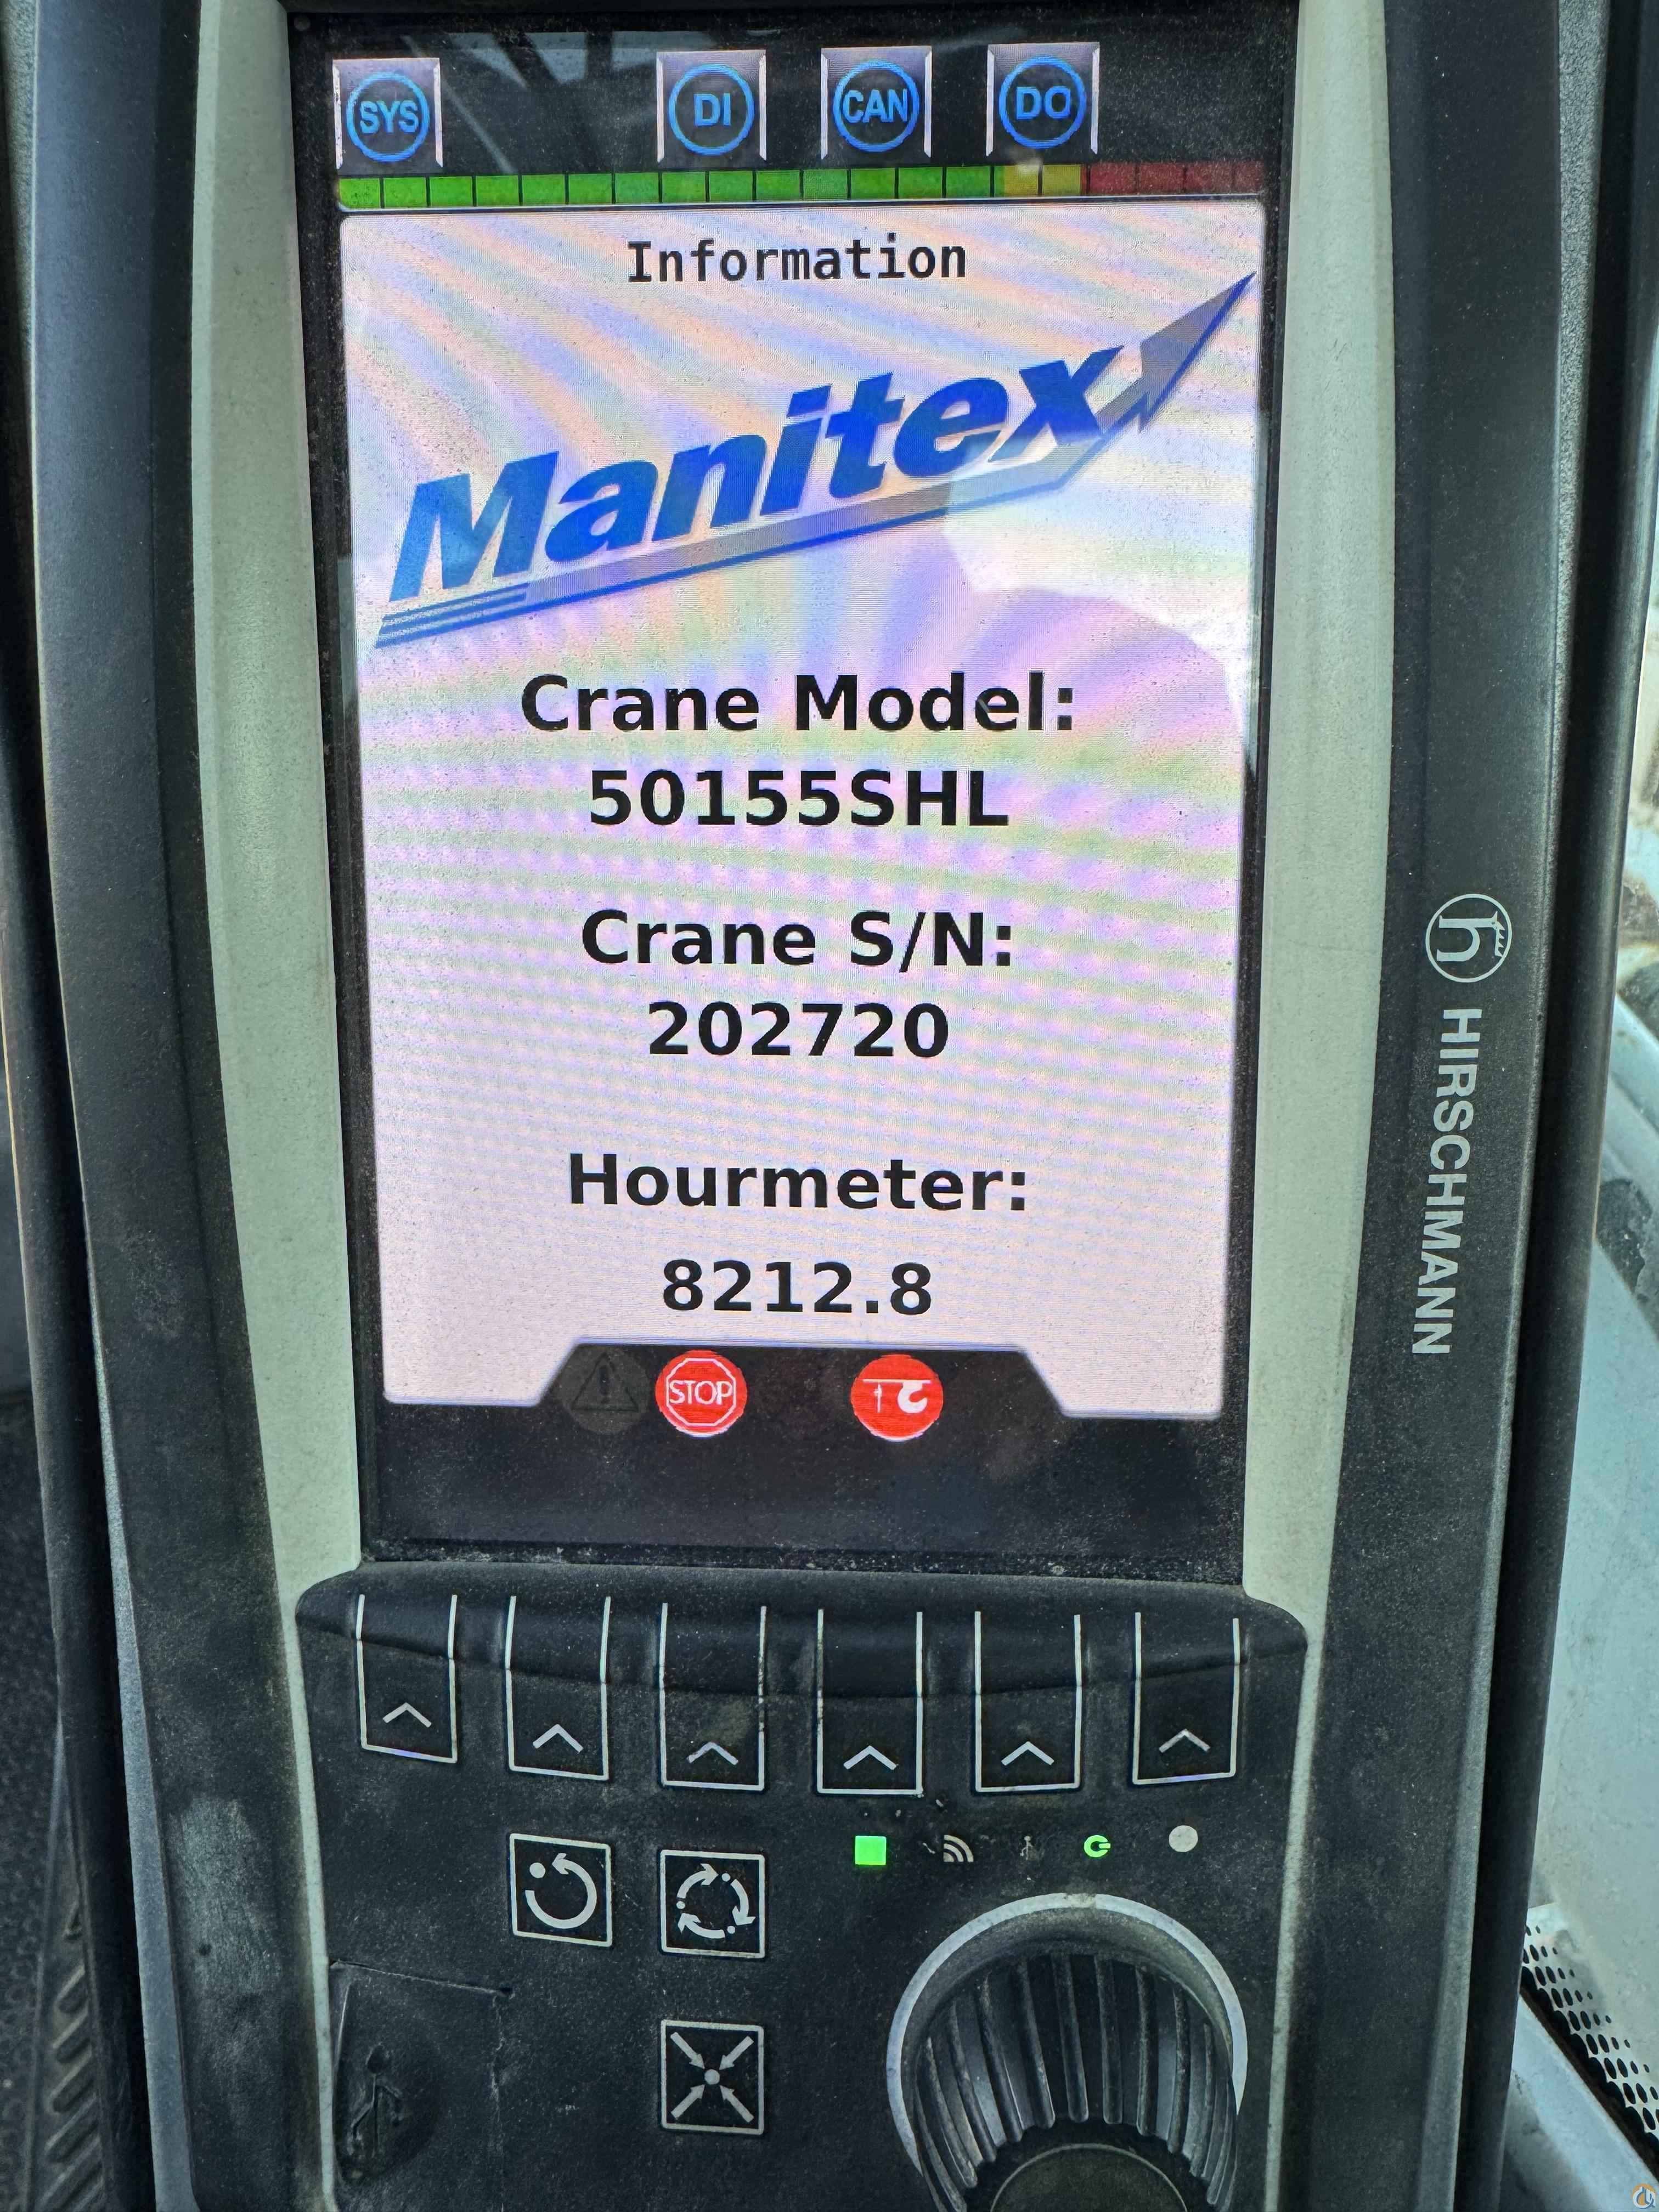 SYS DI CAN DO
Information
Manitex
Crane Model:
50155SHL
Crane S/N:
202720
Hourmeter:
8212.8
STOP
h HIRSCHMANN